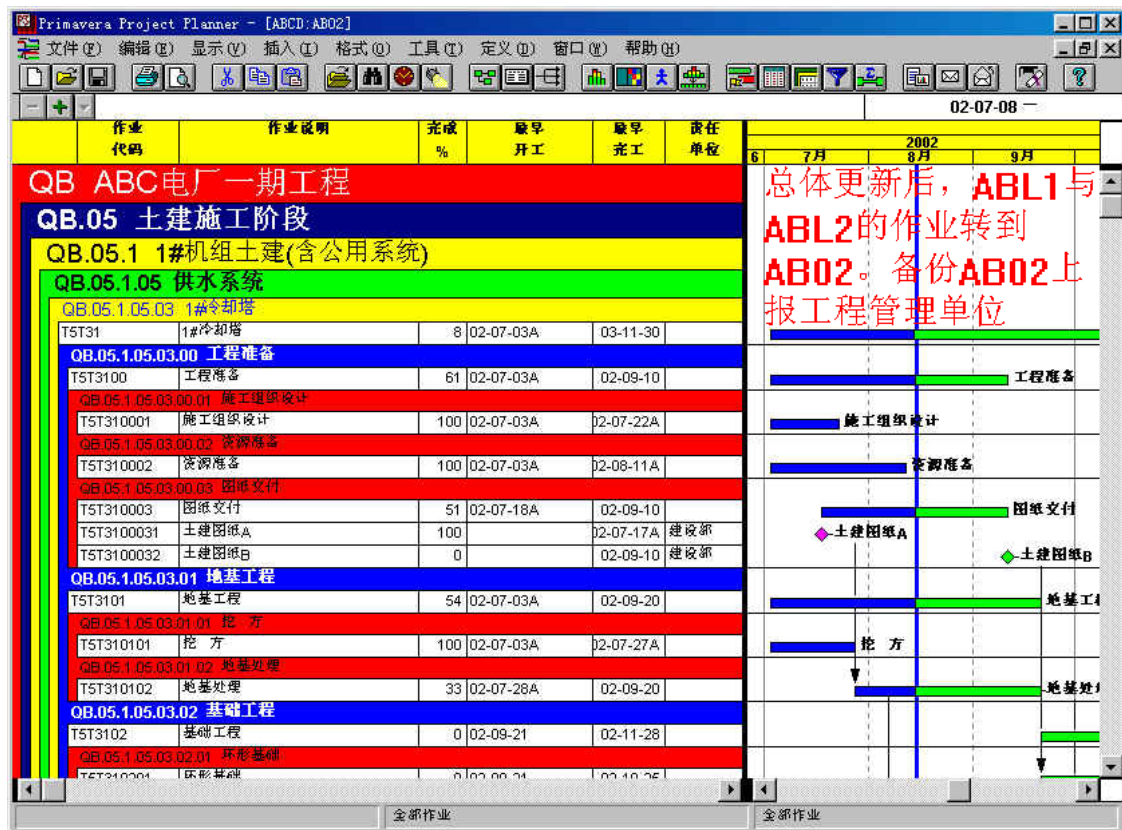 Primavera Project Planner - [ABCD:AB02]
文件(F) 编辑(E) 显示(V) 插入(I) 格式(O) 工具(T) 定义(D) 窗口(W) 帮助(H)
02-07-08
作业代码 作业说明 完成% 最早开工 最早完工 责任单位
2002
6 7月 8月 9月
总体更新后，ABL1与
ABL2的作业转到
AB02。备份AB02上
报工程管理单位
QB ABC电厂一期工程
QB.05 土建施工阶段
QB.05.1 1#机组土建(含公用系统)
QB.05.1.05 供水系统
QB.05.1.05.03 1#冷却塔
T5T31 1#冷却塔 8 02-07-03A 03-11-30
QB.05.1.05.03.00 工程准备
T5T3100 工程准备 61 02-07-03A 02-09-10 工程准备
QB.05.1.05.03.00.01 施工组织设计
T5T310001 施工组织设计 100 02-07-03A 02-07-22A 施工组织设计
QB.05.1.05.03.00.02 资源准备
T5T310002 资源准备 100 02-07-03A 02-08-11A 资源准备
QB.05.1.05.03.00.03 图纸交付
T5T310003 图纸交付 51 02-07-18A 02-09-10 图纸交付
T5T3100031 土建图纸A 100 02-07-17A 建设部 土建图纸A
T5T3100032 土建图纸B 0 02-09-10 建设部 土建图纸B
QB.05.1.05.03.01 地基工程
T5T3101 地基工程 54 02-07-03A 02-09-20 地基工程
QB.05.1.05.03.01.01 挖 方
T5T310101 挖 方 100 02-07-03A 02-07-27A 挖 方
QB.05.1.05.03.01.02 地基处理
T5T310102 地基处理 33 02-07-28A 02-09-20 地基处理
QB.05.1.05.03.02 基础工程
T5T3102 基础工程 0 02-09-21 02-11-28
QB.05.1.05.03.02.01 环形基础
T5T310201 环形基础 0 02-09-21 02-10-25
全部作业 全部作业